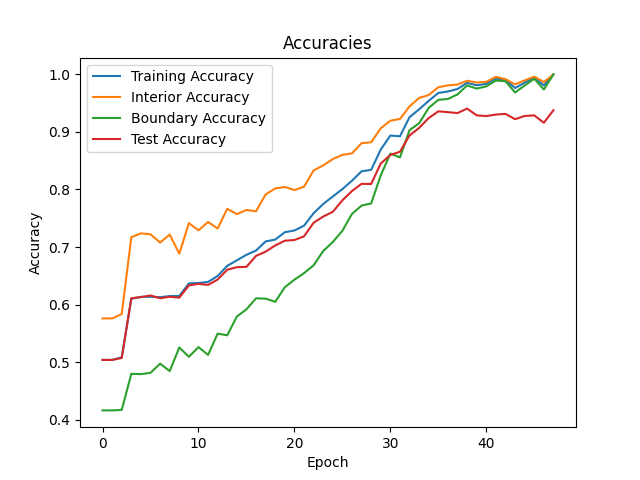 Accuracies
Training Accuracy
Interior Accuracy
Boundary Accuracy
Test Accuracy
Accuracy
1.0
0.9
0.8
0.7
0.6
0.5
0.4
0
10
20
30
40
Epoch